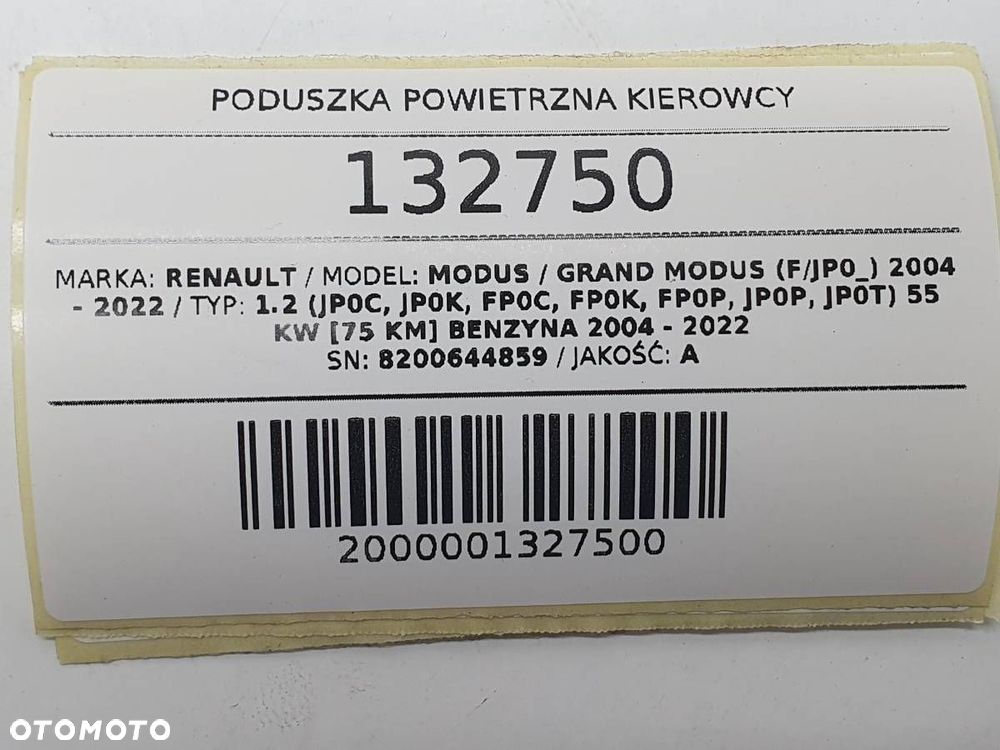 PODUSZKA POWIETRZNA KIEROWCY
132750
MARKA: RENAULT / MODEL: MODUS / GRAND MODUS (F/JP0_) 2004
- 2022 / TYP: 1.2 (JP0C, JP0K, FP0C, FP0K, FP0P, JP0P, JP0T) 55
KW [75 KM] BENZYNA 2004 - 2022
SN: 8200644859 / JAKOŚĆ: A
2000001327500
OTOMOTO